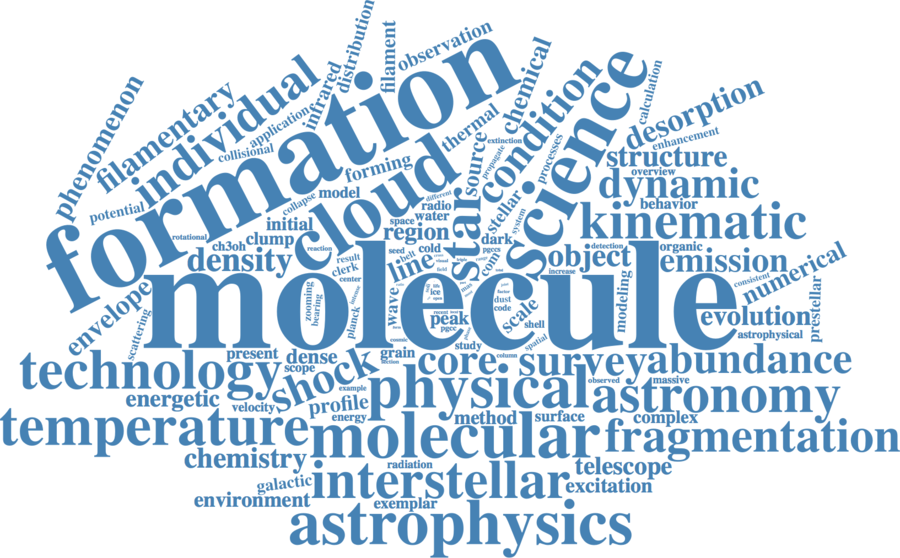 distribution
phenomenon
filamentary
individual
application
infrared
filament
observation
collisional
formation
potential
thermal
chemical
condition
science
calculation
desorption
enhancement
structure
overview
dynamic
behavior
kinematic
processes
extinction
propagate
source
forming
cloud
collapse
model
different
radio
water
stellar
system
star
initial
space
region
rotational
ch3oh
clump
reaction
seed
cold
dark
pgccs
detection
organic
object
density
result
clerk
center
belt
line
com
increase
emission
numerical
consistent
envelope
molecule
zooming
bearing
planck
intense
wave
field
ice
peak
pgcc
dust
code
scale
shell
modeling
evolution
prestellar
astrophysical
scattering
cosmic
study
spatial
technology
present
dense
scope
shock
grain
core
column
survey
abundance
example
physical
observed
massive
astronomy
energetic
velocity
profile
energy
method
surface
complex
temperature
molecular
fragmentation
chemistry
radiation
telescope
galactic
interstellar
excitation
environment
exemplar
astrophysics